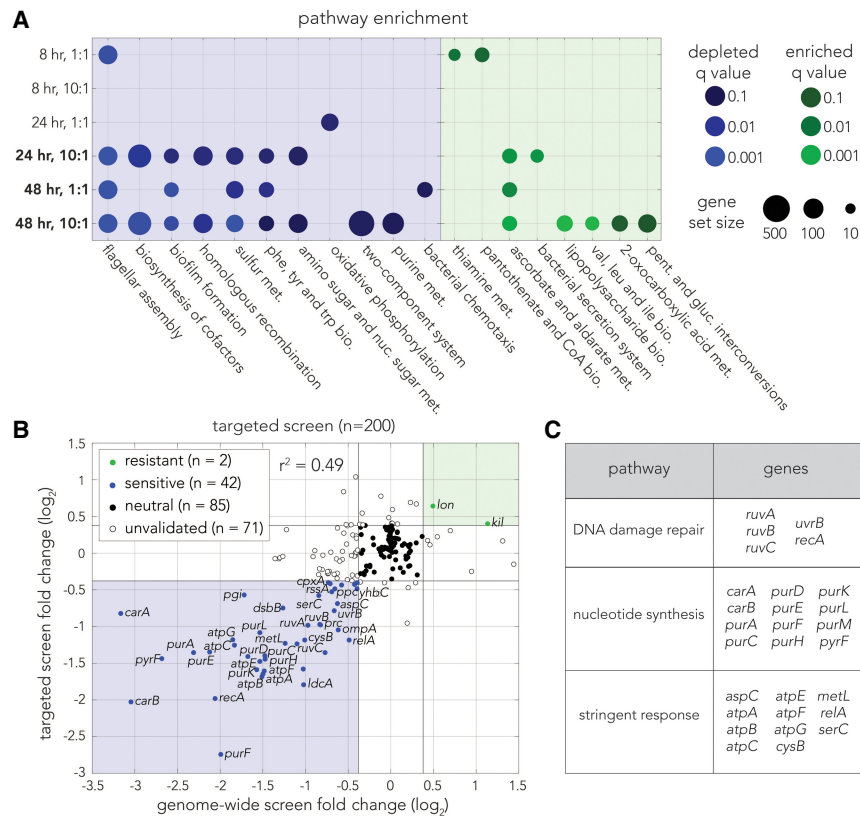 A
pathway enrichment
8 hr, 1:1
8 hr, 10:1
24 hr, 1:1
24 hr, 10:1
48 hr, 1:1
48 hr, 10:1
flagellar assembly
biosynthesis of cofactors
biofilm formation
homologous recombination
sulfur met.
phe, tyr and trp bio.
amino sugar and nuc. sugar met.
oxidative phosphorylation
two-component system
purine met.
bacterial chemotaxis
thiamine met.
pantothenate and CoA bio.
ascorbate and aldarate met.
bacterial secretion system
lipopolysaccharide bio.
val, leu and ile bio.
2-oxocarboxylic acid met.
pent. and gluc. interconversions
depleted enriched
q value q value
0.1 0.1
0.01 0.01
0.001 0.001
gene
set size
500 100 10
B
targeted screen (n=200)
targeted screen fold change (log2)
1.5
1
0.5
0
-0.5
-1
-1.5
-2
-2.5
-3
resistant (n = 2)
sensitive (n = 42)
neutral (n = 85)
unvalidated (n = 71)
r2 = 0.49
lon
kil
cpxA
rssA
ppc
yhbC
pgi
dsbB
serC
aspC
uvrB
carA
purL
ruvA
ruvB
prc
ompA
atpG
metL
cysB
relA
purA
atpC
purD
purC
ruvC
pyrF
purE
atpE
purH
purK
atpF
atpB
atpA
ldcA
carB
recA
purF
-3.5 -3 -2.5 -2 -1.5 -1 -0.5 0 0.5 1 1.5
genome-wide screen fold change (log2)
C
pathway genes
DNA damage repair
ruvA
ruvB uvrB
ruvC recA
nucleotide synthesis
carA purD purK
carB purE purL
purA purF purM
purC purH pyrF
stringent response
aspC atpE metL
atpA atpF relA
atpB atpG serC
atpC cysB